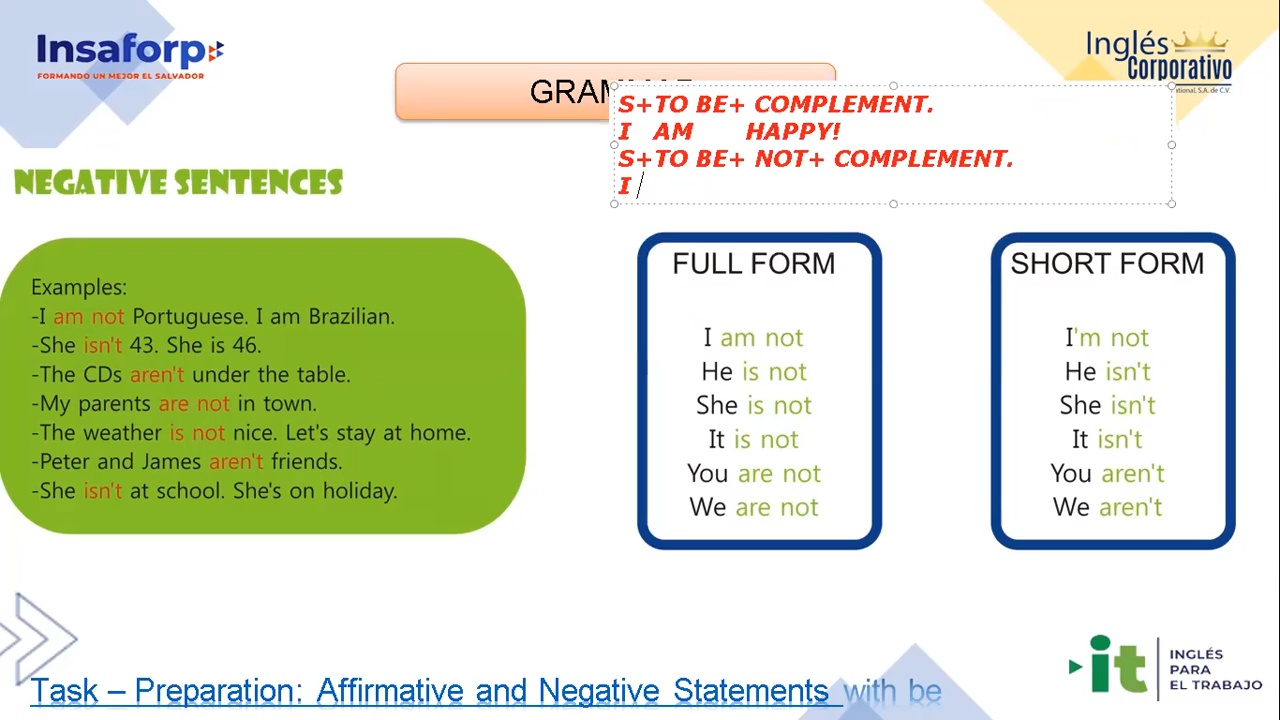 Insaforp
FORMANDO UN MEJOR EL SALVADOR
Inglés
Corporativo
national, S.A. de C.V.
S+TO BE+ COMPLEMENT.
I AM HAPPY!
S+TO BE+ NOT+ COMPLEMENT.
I
NEGATIVE SENTENCES
Examples:
-I am not Portuguese. I am Brazilian.
-She isn't 43. She is 46.
-The CDs aren't under the table.
-My parents are not in town.
-The weather is not nice. Let's stay at home.
-Peter and James aren't friends.
-She isn't at school. She's on holiday.
FULL FORM
I am not
He is not
She is not
It is not
You are not
We are not
SHORT FORM
I'm not
He isn't
She isn't
It isn't
You aren't
We aren't
it
INGLÉS
PARA
EL TRABAJO
Task – Preparation: Affirmative and Negative Statements with be